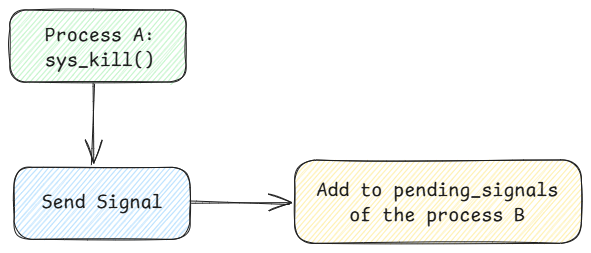 Process A:
sys_kill()
Send Signal
Add to pending_signals
of the process B